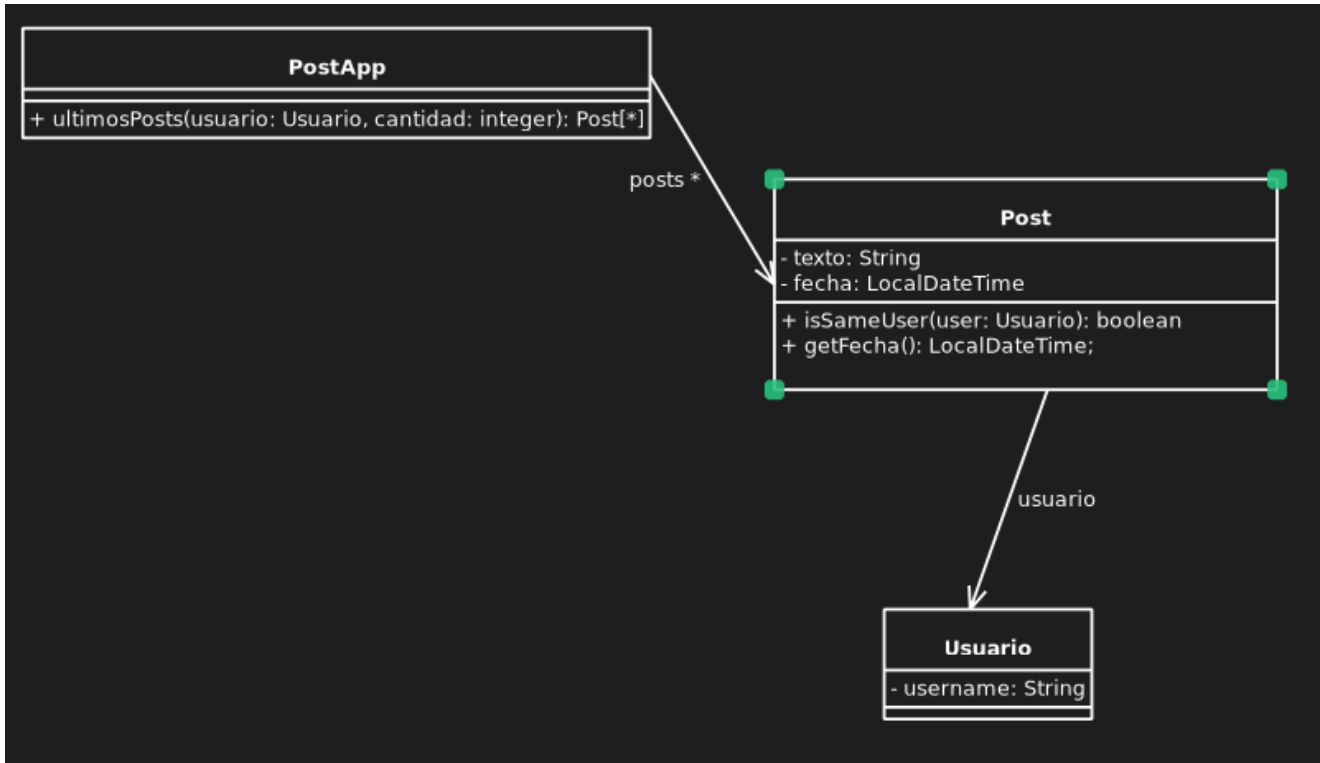 PostApp
+ ultimosPosts(usuario: Usuario, cantidad: integer): Post[*]
posts *
Post
- texto: String
- fecha: LocalDateTime
+ isSameUser(user: Usuario): boolean
+ getFecha(): LocalDateTime;
usuario
Usuario
- username: String